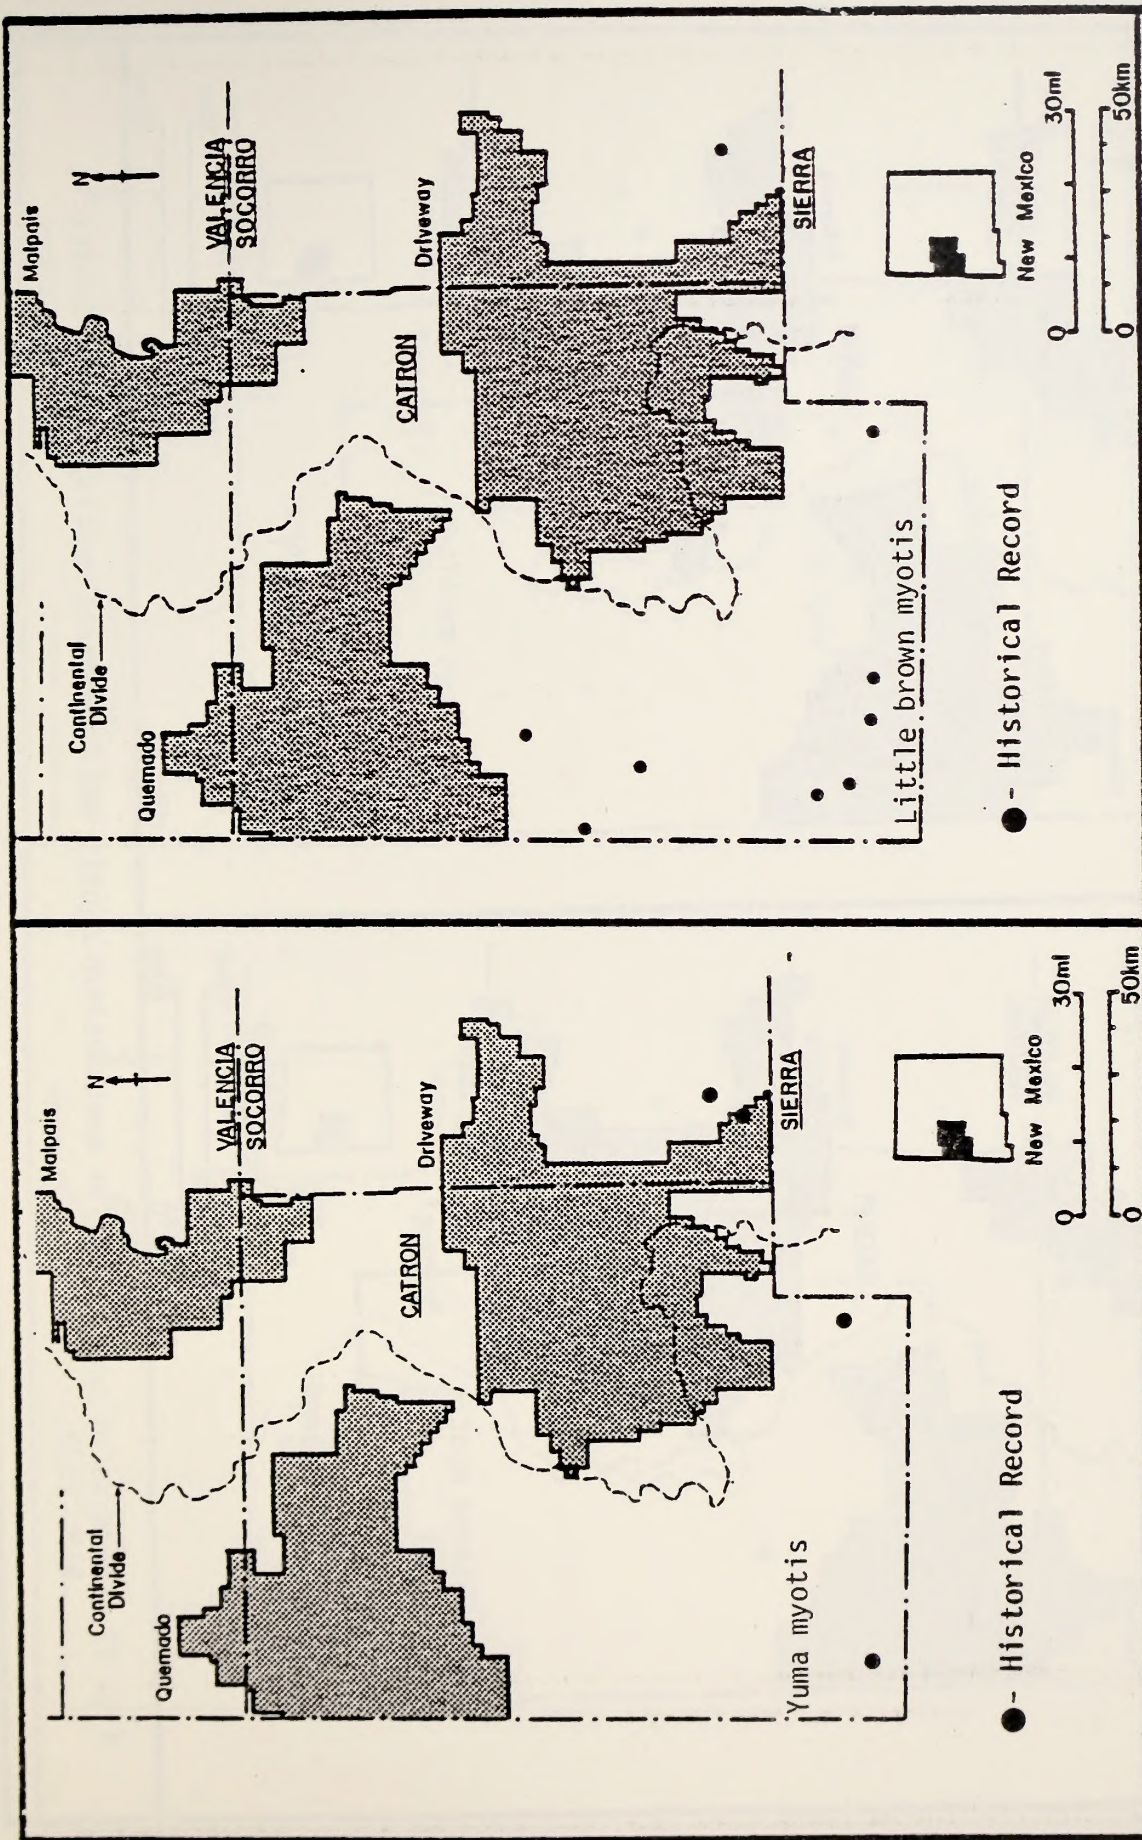 Malpais
N
Continental
Divide
VALENCIA
SOCORRO
Quemado
CATRON
Driveway
Yuma myotis
SIERRA
New Mexico
● - Historical Record
0 30mi
0 50km
Malpais
N
Continental
Divide
VALENCIA
SOCORRO
Quemado
CATRON
Driveway
SIERRA
Little brown myotis
New Mexico
● - Historical Record
0 30mi
0 50km